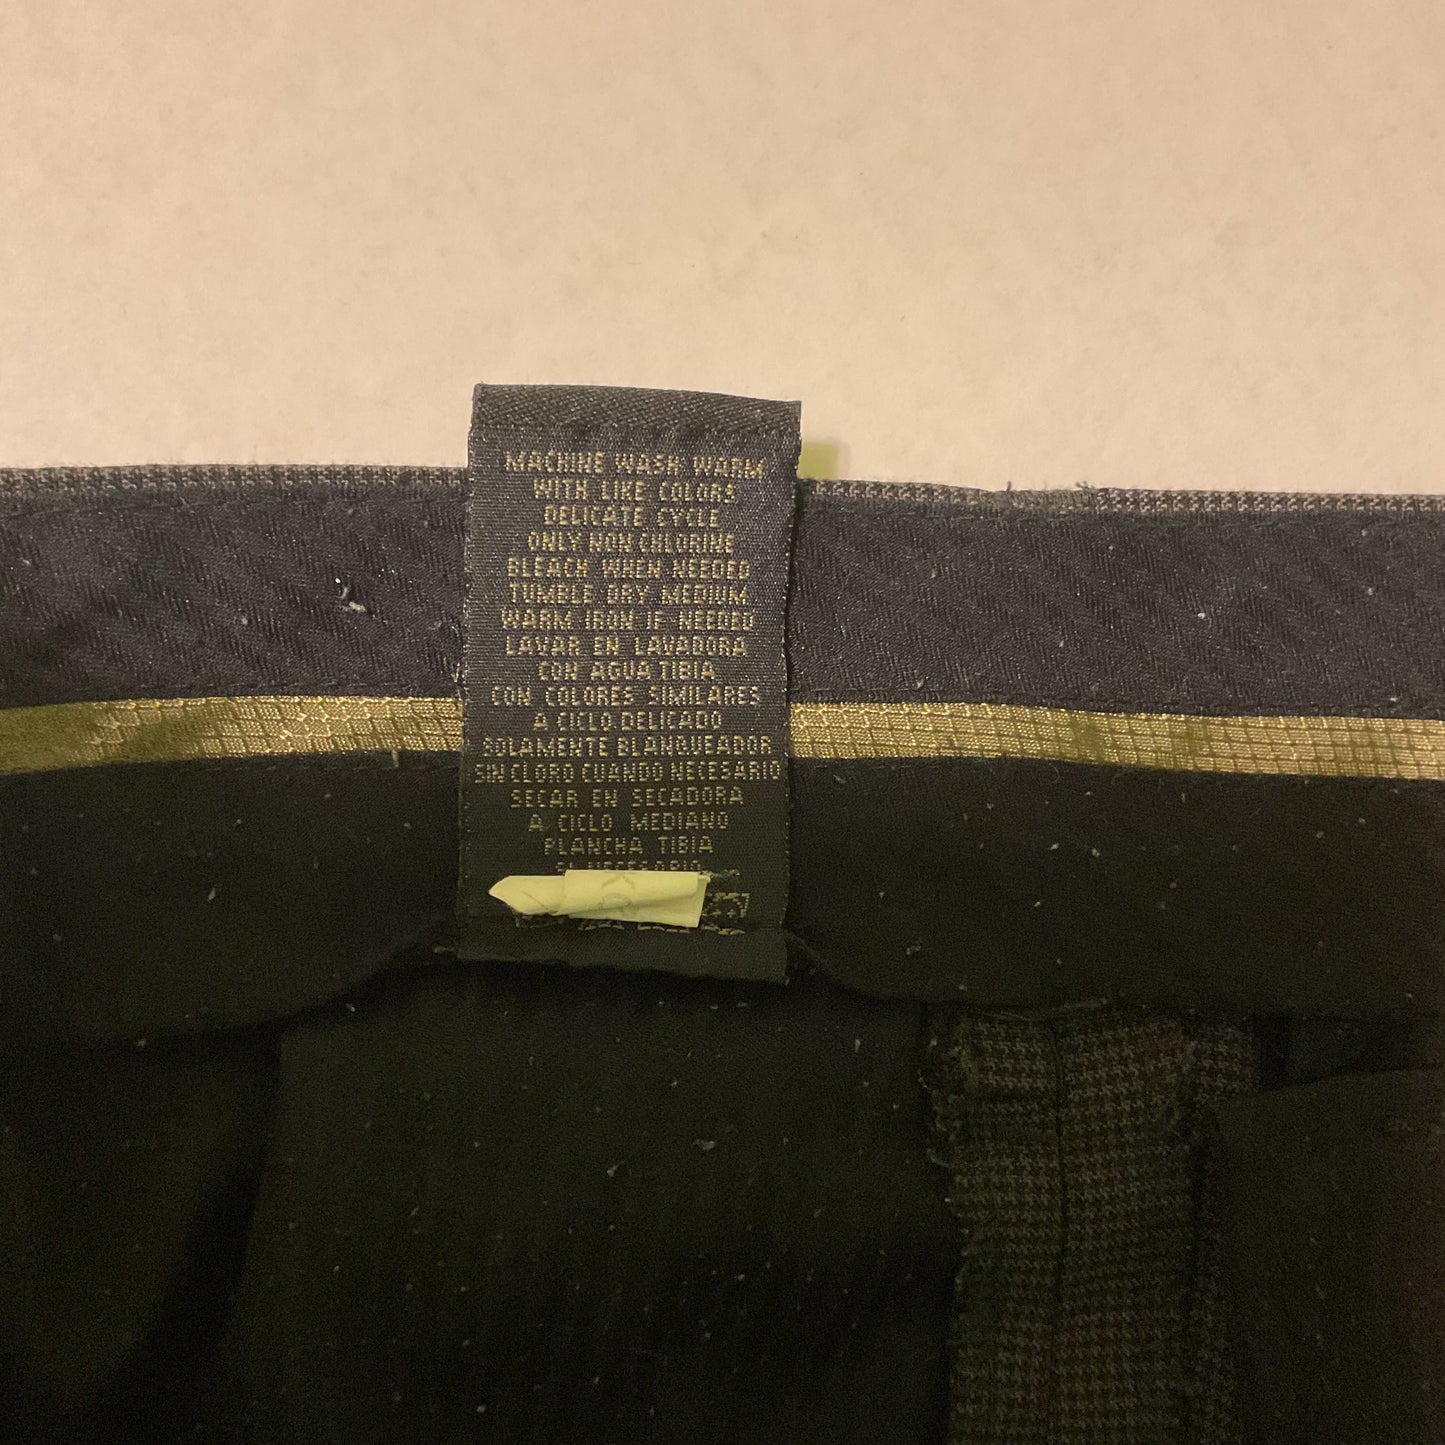 MACHINE WASH WARM
WITH LIKE COLORS
DELICATE CYCLE
ONLY NON CHLORINE
BLEACH WHEN NEEDED
TUMBLE DRY MEDIUM
WARM IRON IF NEEDED
LAVAR EN LAVADORA
CON AGUA TIBIA
CON COLORES SIMILARES
A CICLO DELICADO
SOLAMENTE BLANQUEADOR
SIN CLORO CUANDO NECESARIO
SECAR EN SECADORA
A CICLO MEDIANO
PLANCHA TIBIA
SI NECESARIO